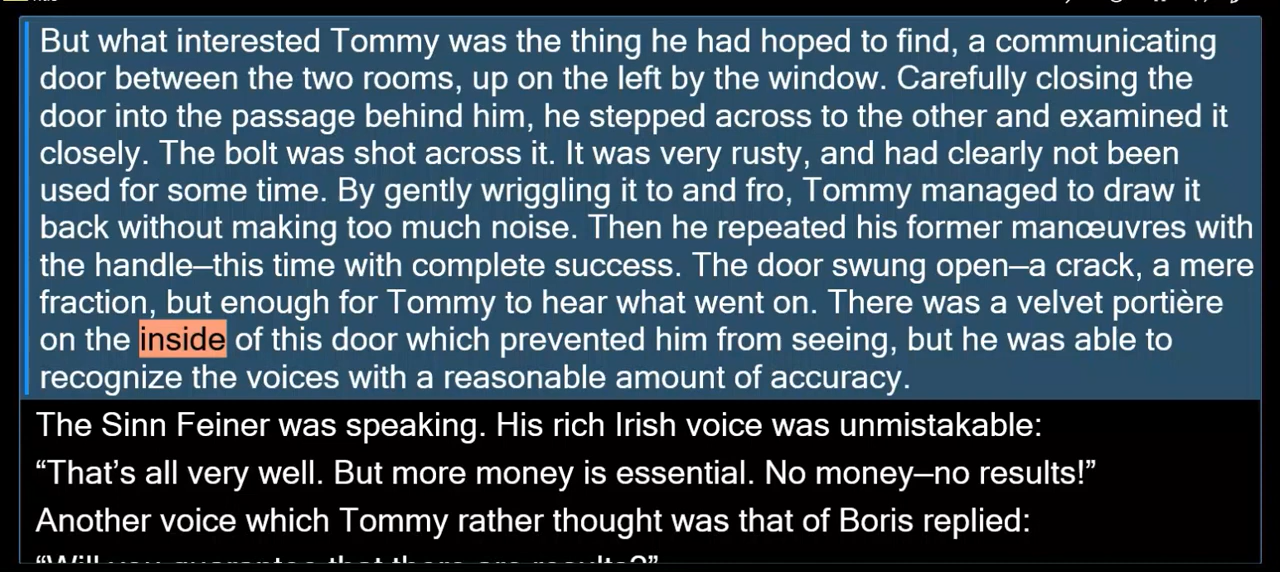 But what interested Tommy was the thing he had hoped to find, a communicating
door between the two rooms, up on the left by the window. Carefully closing the
door into the passage behind him, he stepped across to the other and examined it
closely. The bolt was shot across it. It was very rusty, and had clearly not been
used for some time. By gently wriggling it to and fro, Tommy managed to draw it
back without making too much noise. Then he repeated his former manœuvres with
the handle—this time with complete success. The door swung open—a crack, a mere
fraction, but enough for Tommy to hear what went on. There was a velvet portière
on the inside of this door which prevented him from seeing, but he was able to
recognize the voices with a reasonable amount of accuracy.
The Sinn Feiner was speaking. His rich Irish voice was unmistakable:
“That’s all very well. But more money is essential. No money—no results!”
Another voice which Tommy rather thought was that of Boris replied:
“Will you guarantee that there are results?”